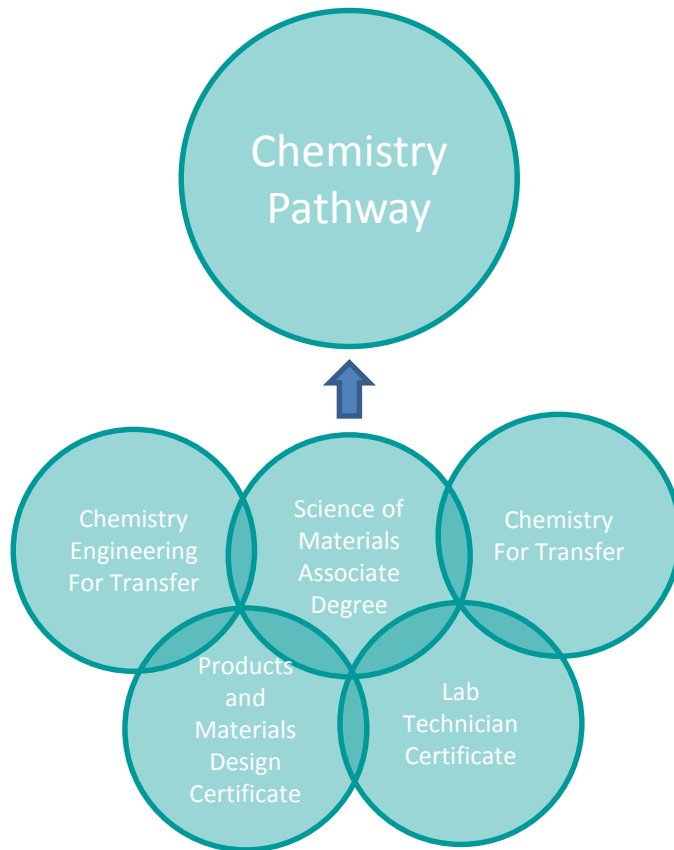 Chemistry
Pathway
Chemistry
Engineering
For Transfer
Science of
Materials
Associate
Degree
Chemistry
For Transfer
Products
and
Materials
Design
Certificate
Lab
Technician
Certificate